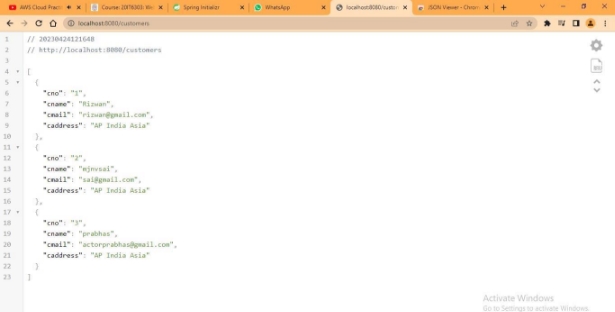 AWS Cloud Pract
Course: 20IT8303: We
Spring Initializr
WhatsApp
localhost:8080/custom
JSON Viewer - Chrom
localhost:8080/customers
1 // 20230424121648
2 // http://localhost:8080/customers
3
4 [
5 {
6 "cno": "1",
7 "cname": "Rizwan",
8 "cmail": "rizwan@gmail.com",
9 "caddress": "AP India Asia"
10 },
11 {
12 "cno": "2",
13 "cname": "mjnvsai",
14 "cmail": "sai@gmail.com",
15 "caddress": "AP India Asia"
16 },
17 {
18 "cno": "3",
19 "cname": "prabhas",
20 "cmail": "actorprabhas@gmail.com",
21 "caddress": "AP India Asia"
22 }
23 ]
Activate Windows
Go to Settings to activate Windows.